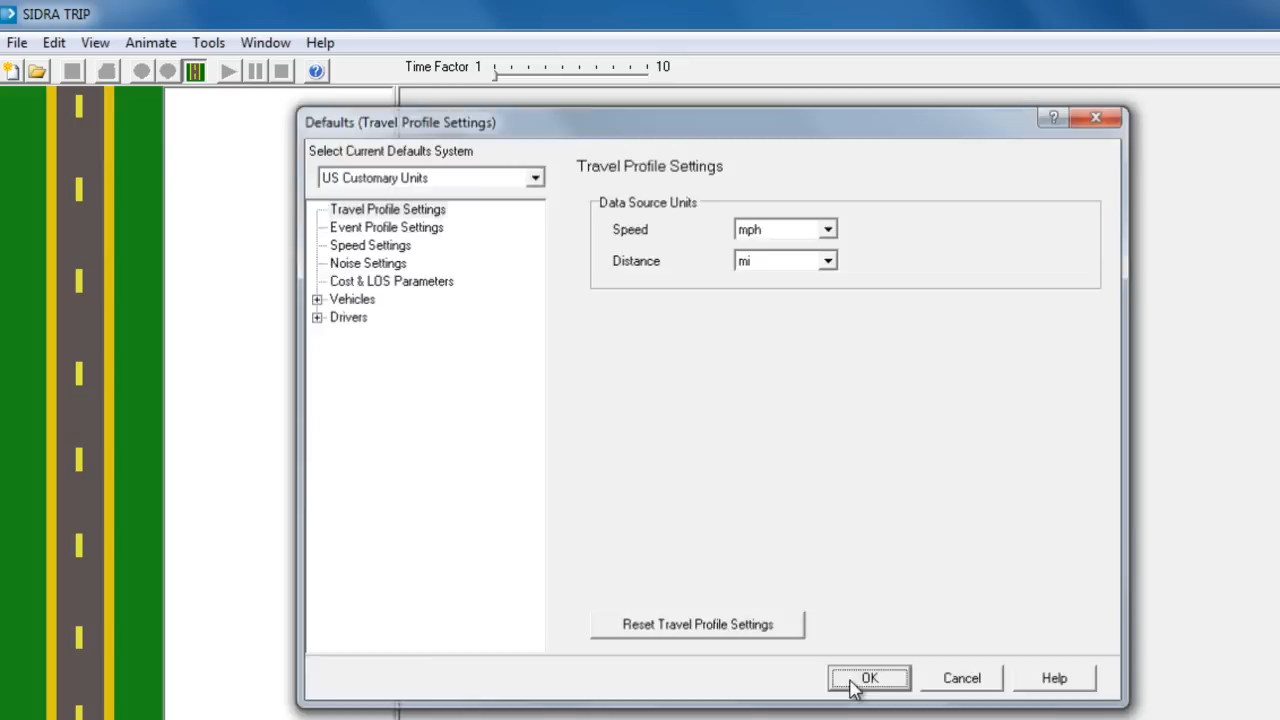 SIDRA TRIP
File Edit View Animate Tools Window Help
Time Factor 1 10
Defaults (Travel Profile Settings)
Select Current Defaults System
US Customary Units
Travel Profile Settings
Event Profile Settings
Speed Settings
Noise Settings
Cost & LOS Parameters
Vehicles
Drivers
Travel Profile Settings
Data Source Units
Speed mph
Distance mi
Reset Travel Profile Settings
OK Cancel Help